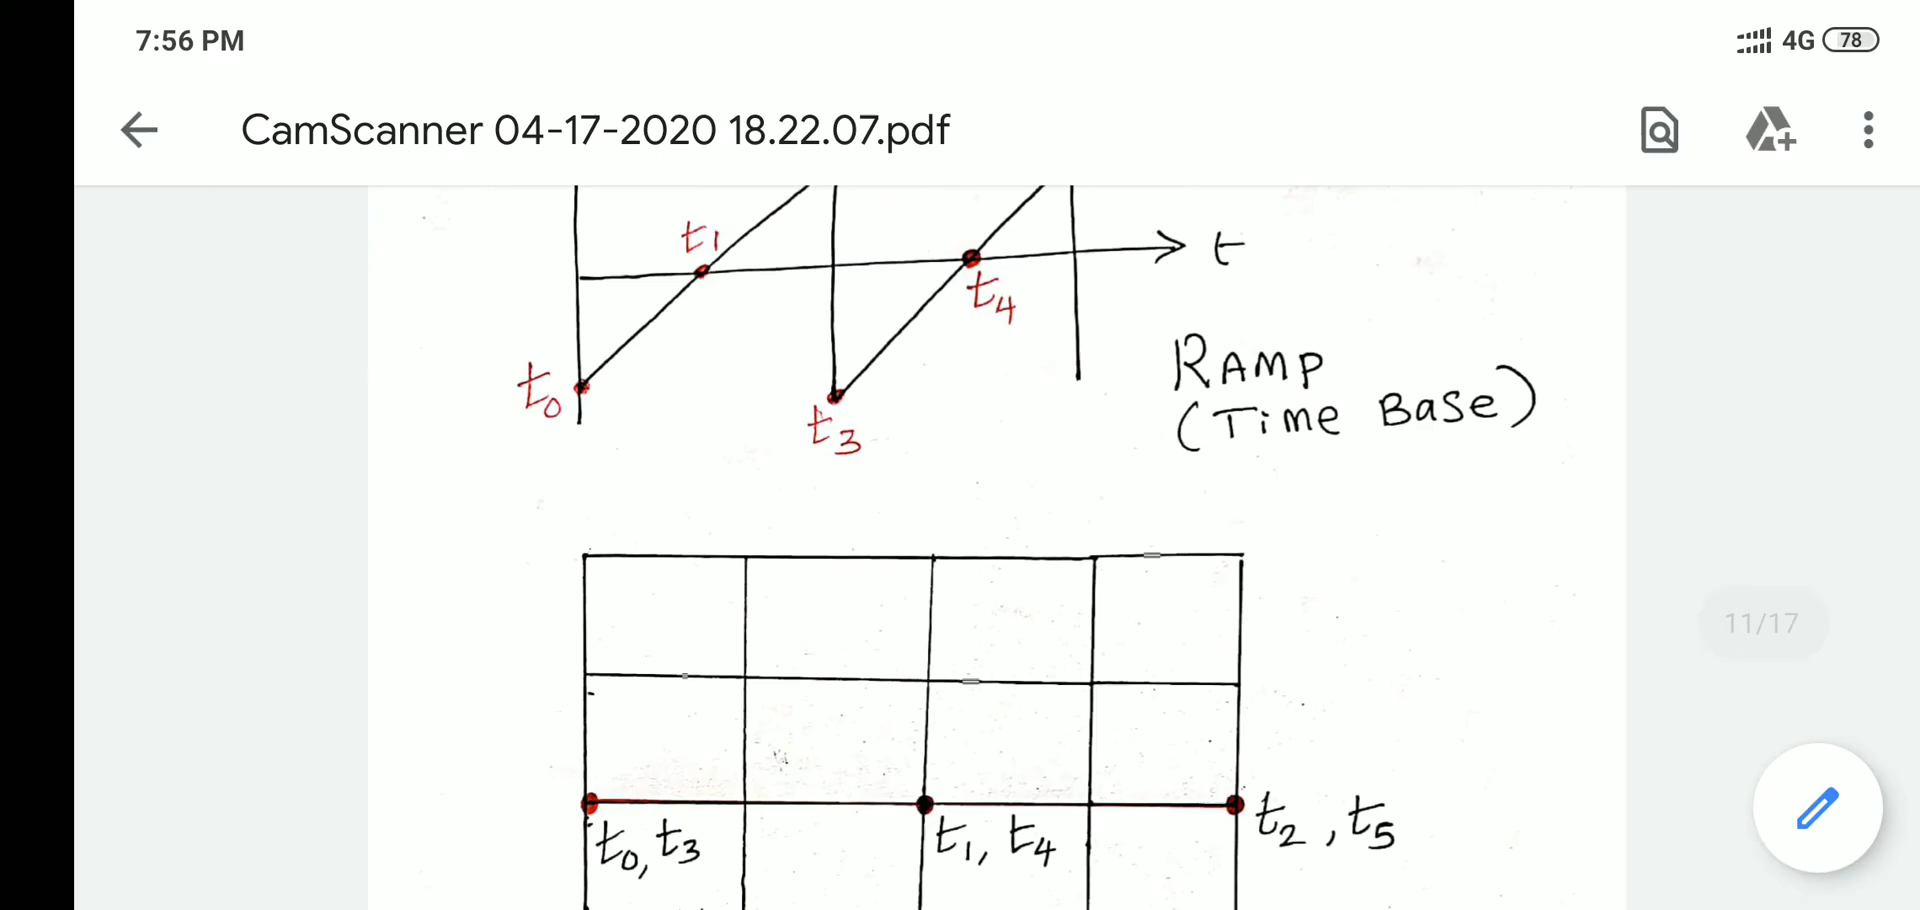 7:56 PM
4G 78
CamScanner 04-17-2020 18.22.07.pdf
t1
t
t4
t0
t3
RAMP
(Time Base)
11/17
t0, t3
t1, t4
t2, t5